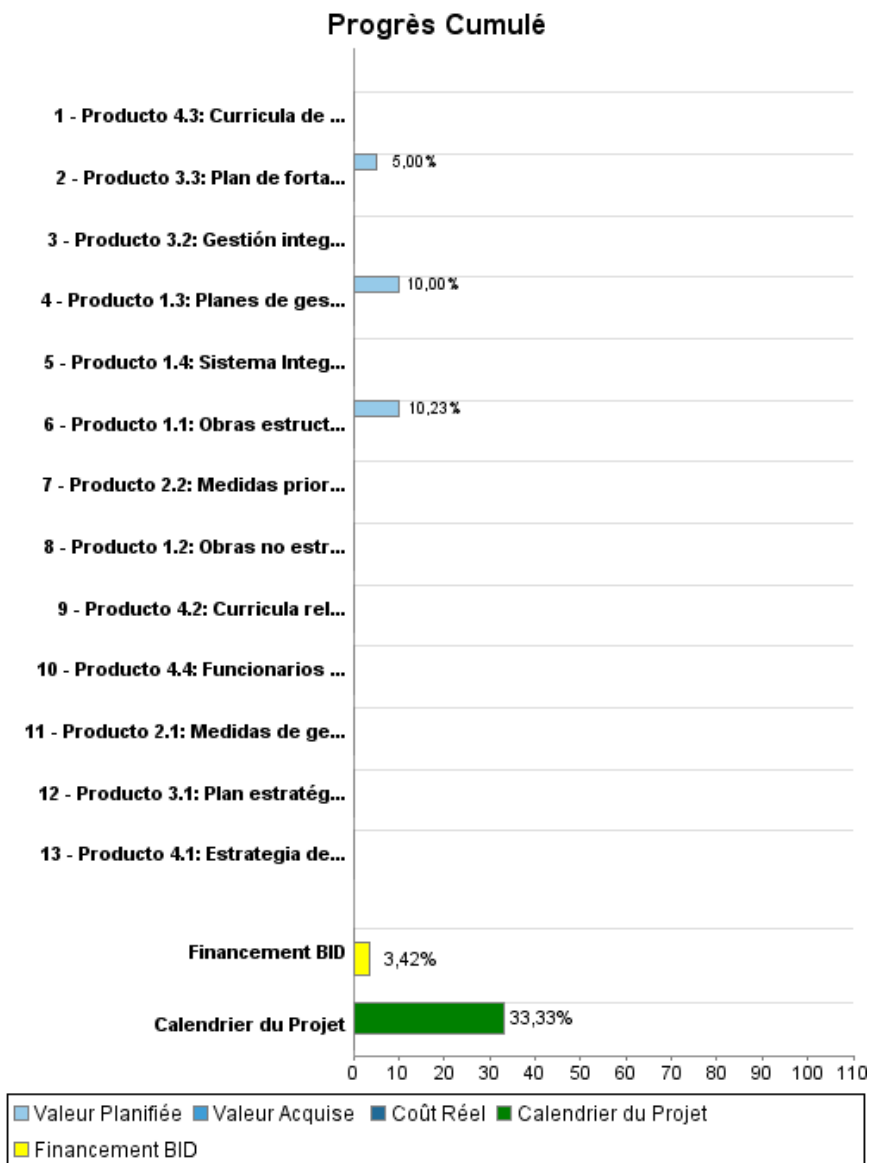 Progrès Cumulé
1 - Producto 4.3: Curricula de ...
2 - Producto 3.3: Plan de forta...
5,00%
3 - Producto 3.2: Gestión integ...
4 - Producto 1.3: Planes de ges...
10,00%
5 - Producto 1.4: Sistema Integ...
6 - Producto 1.1: Obras estruct...
10,23%
7 - Producto 2.2: Medidas prior...
8 - Producto 1.2: Obras no estr...
9 - Producto 4.2: Curricula rel...
10 - Producto 4.4: Funcionarios ...
11 - Producto 2.1: Medidas de ge...
12 - Producto 3.1: Plan estratég...
13 - Producto 4.1: Estrategia de...
Financement BID
3,42%
Calendrier du Projet
33,33%
0 10 20 30 40 50 60 70 80 90 100 110
Valeur Planifiée Valeur Acquise Coût Réel Calendrier du Projet
Financement BID